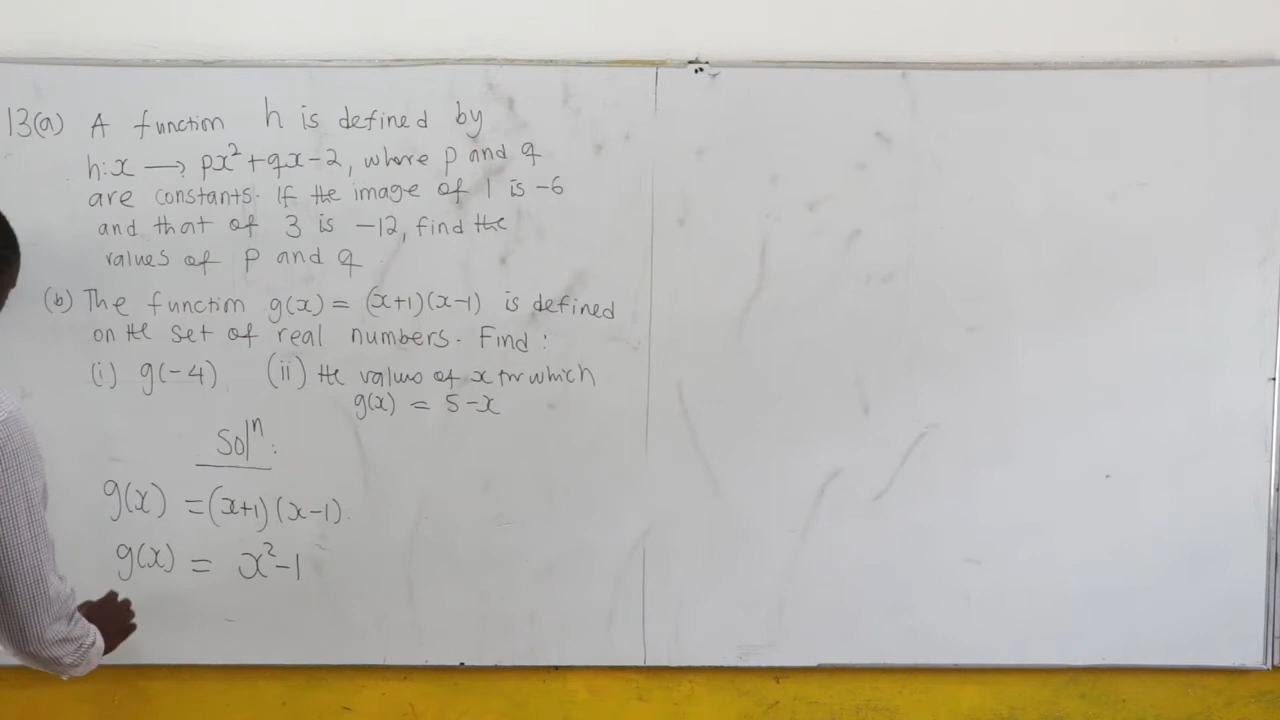 13(a) A function h is defined by
h:x → px²+qx-2, where p and q
are constants. If the image of 1 is -6
and that of 3 is -12, find the
values of p and q
(b) The function g(x) = (x+1)(x-1) is defined
on the set of real numbers. Find:
(i) g(-4) (ii) the values of x for which
g(x) = 5-x
Solⁿ:
g(x) = (x+1)(x-1).
g(x) = x²-1